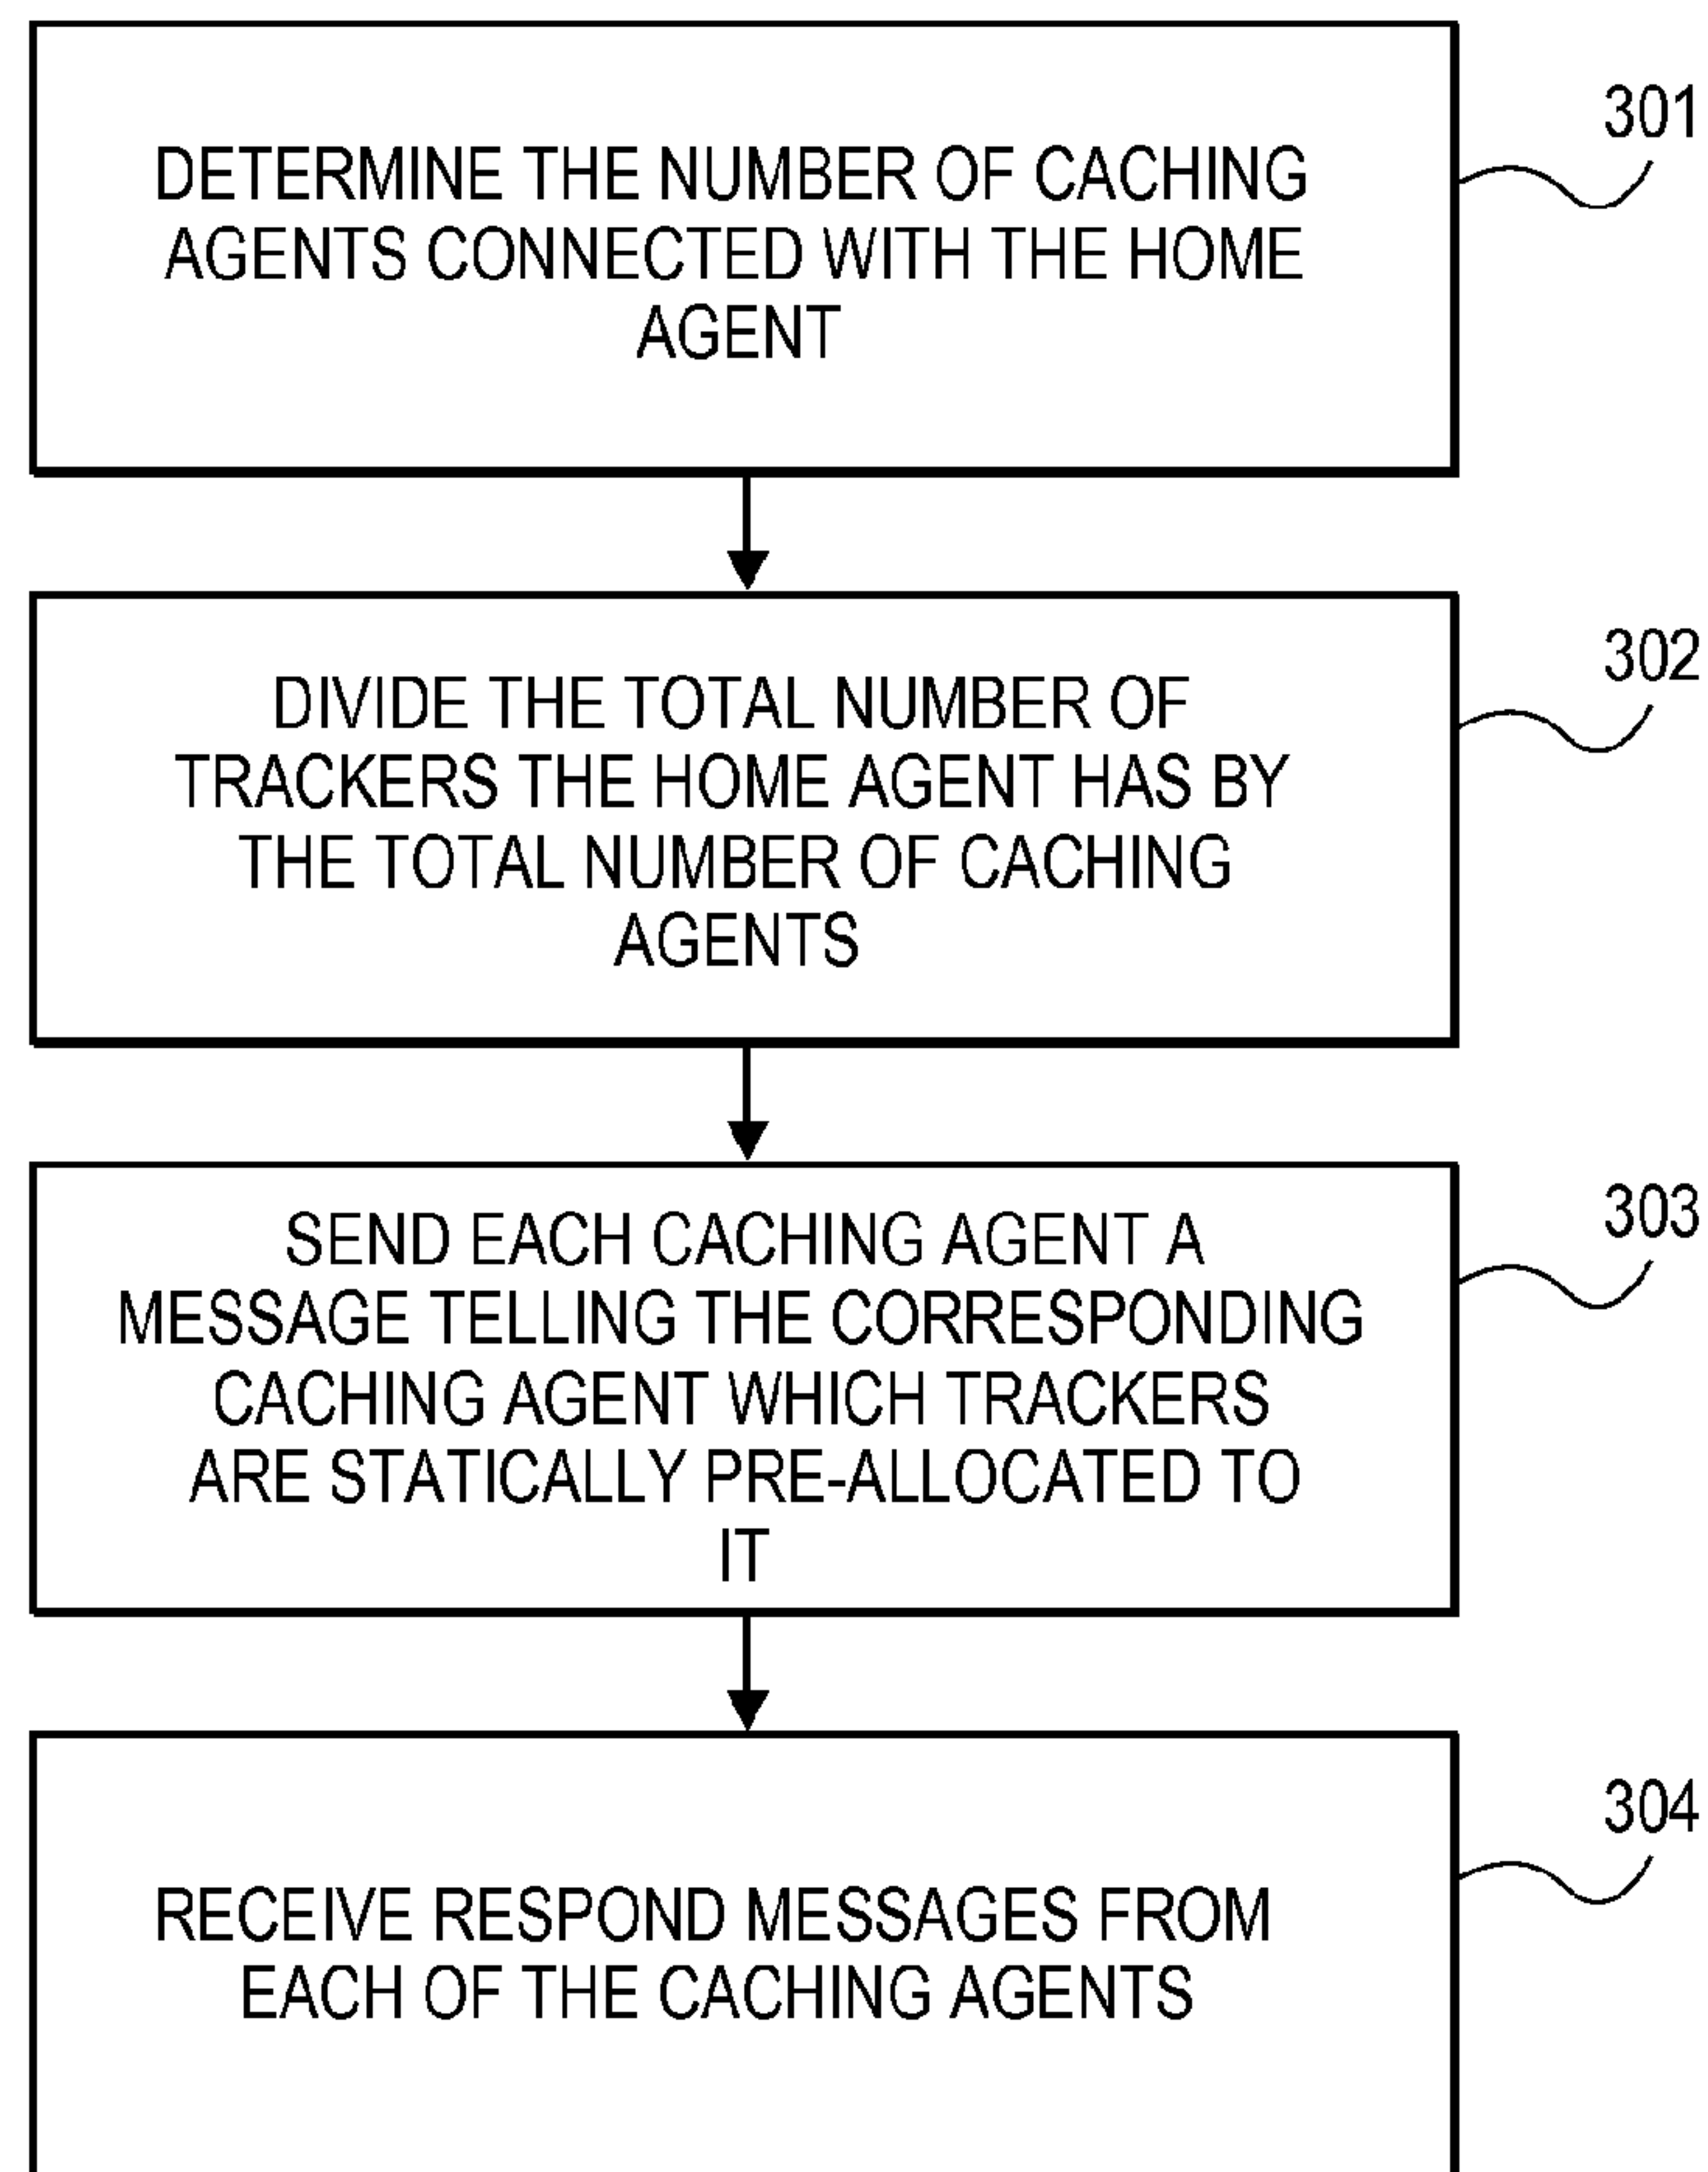 DETERMINE THE NUMBER OF CACHING
AGENTS CONNECTED WITH THE HOME
AGENT
301
DIVIDE THE TOTAL NUMBER OF
TRACKERS THE HOME AGENT HAS BY
THE TOTAL NUMBER OF CACHING
AGENTS
302
SEND EACH CACHING AGENT A
MESSAGE TELLING THE CORRESPONDING
CACHING AGENT WHICH TRACKERS
ARE STATICALLY PRE-ALLOCATED TO
IT
303
RECEIVE RESPOND MESSAGES FROM
EACH OF THE CACHING AGENTS
304